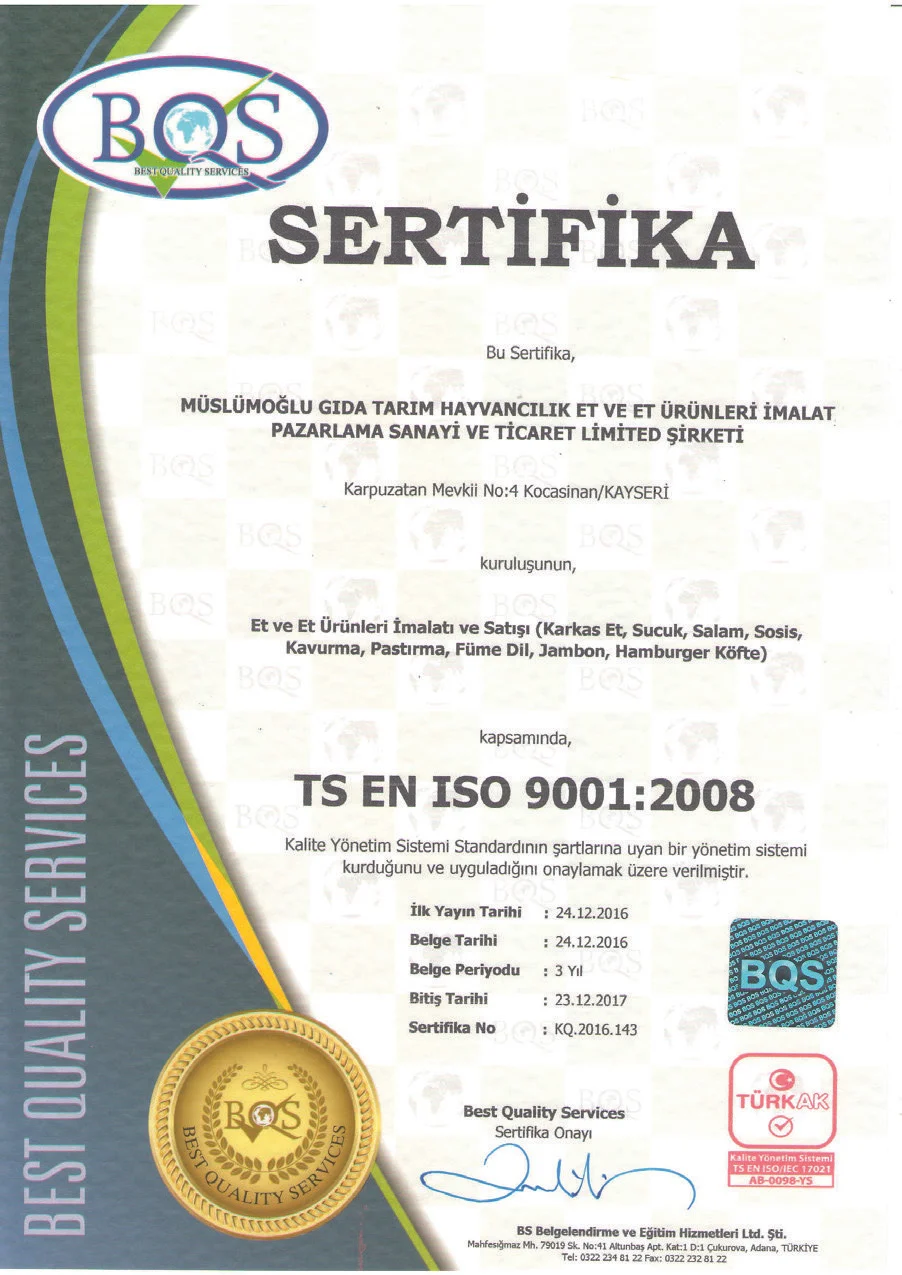 BQS
BEST QUALITY SERVICES
SERTİFİKA
Bu Sertifika,
MÜSLÜMOĞLU GIDA TARIM HAYVANCILIK ET VE ET ÜRÜNLERİ İMALAT
PAZARLAMA SANAYİ VE TİCARET LİMİTED ŞİRKETİ
Karpuzatan Mevkii No:4 Kocasinan/KAYSERİ
kuruluşunun,
Et ve Et Ürünleri İmalatı ve Satışı (Karkas Et, Sucuk, Salam, Sosis,
Kavurma, Pastırma, Füme Dil, Jambon, Hamburger Köfte)
kapsamında,
TS EN ISO 9001:2008
Kalite Yönetim Sistemi Standardının şartlarına uyan bir yönetim sistemi
kurduğunu ve uyguladığını onaylamak üzere verilmiştir.
İlk Yayın Tarihi : 24.12.2016
Belge Tarihi : 24.12.2016
Belge Periyodu : 3 Yıl
Bitiş Tarihi : 23.12.2017
Sertifika No : KQ.2016.143
BQS
TÜRKAK
Kalite Yönetim Sistemi
TS EN ISO/IEC 17021
AB-0098-YS
BQS
BEST QUALITY SERVICES
BEST QUALITY SERVICES
Best Quality Services
Sertifika Onayı
BS Belgelendirme ve Eğitim Hizmetleri Ltd. Şti.
Mahfesığmaz Mh. 79019 Sk. No:41 Altunbaş Apt. Kat:1 D:1 Çukurova, Adana, TÜRKİYE
Tel: 0322 234 81 22 Fax: 0322 232 81 22